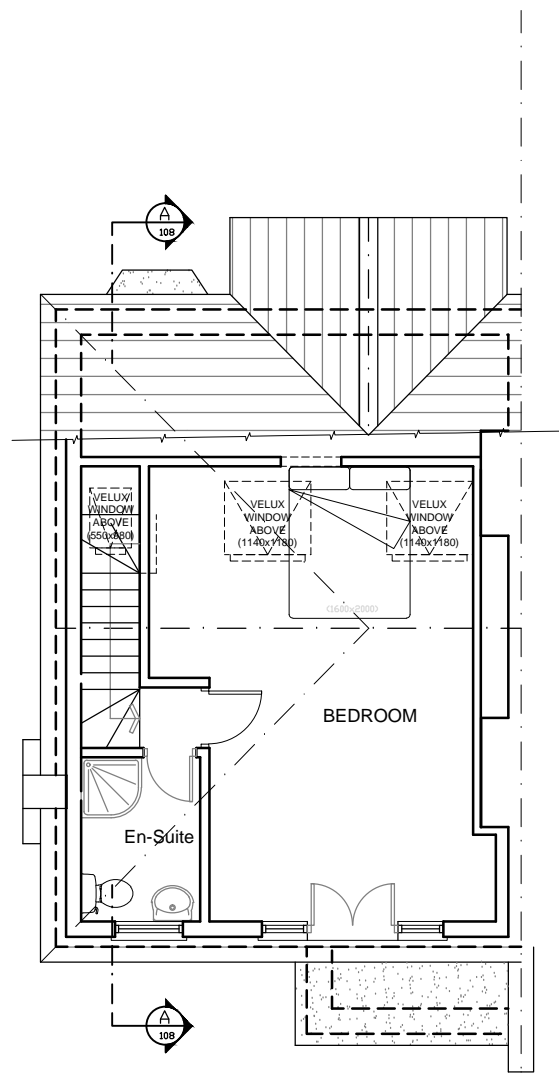 A
108
VELUX
WINDOW
ABOVE
(550x980)
VELUX
WINDOW
ABOVE
(1140x1180)
VELUX
WINDOW
ABOVE
(1140x1180)
(1600x2000)
BEDROOM
En-Suite
A
108